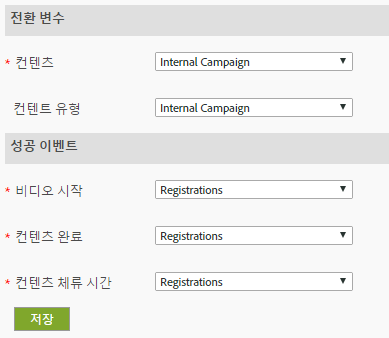 전환 변수
* 컨텐츠 Internal Campaign
컨텐트 유형 Internal Campaign
성공 이벤트
* 비디오 시작 Registrations
* 컨텐츠 완료 Registrations
* 컨텐츠 체류 시간 Registrations
저장